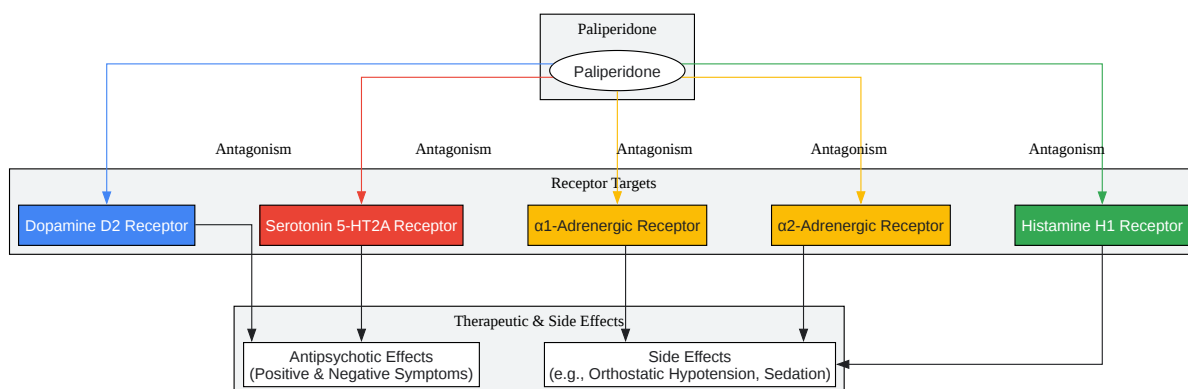 Paliperidone
Paliperidone
Antagonism Antagonism Antagonism Antagonism Antagonism
Receptor Targets
Dopamine D2 Receptor Serotonin 5-HT2A Receptor α1-Adrenergic Receptor α2-Adrenergic Receptor Histamine H1 Receptor
Therapeutic & Side Effects
Antipsychotic Effects
(Positive & Negative Symptoms)
Side Effects
(e.g., Orthostatic Hypotension, Sedation)